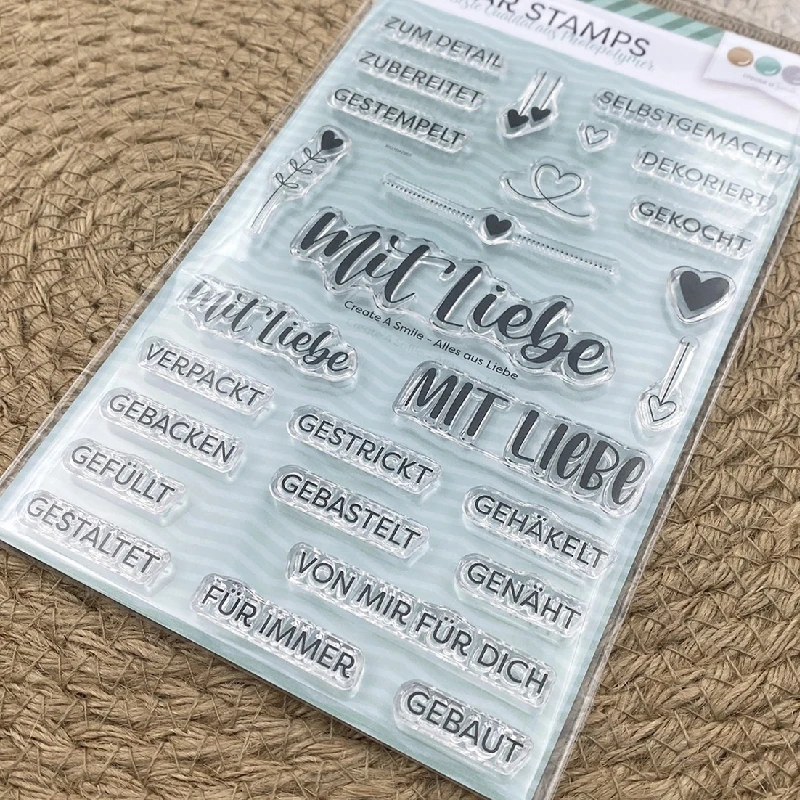 STAMPS
ZUM DETAIL
ZUBEREITET
GESTEMPELT
SELBSTGEMACHT
DEKORIERT
GEKOCHT
mit Liebe
Create A Smile - Alles aus Liebe
mit Liebe
MIT LIEBE
VERPACKT
GEBACKEN
GEFÜLLT
GESTALTET
GESTRICKT
GEBASTELT
GEHÄKELT
GENÄHT
VON MIR FÜR DICH
FÜR IMMER
GEBAUT